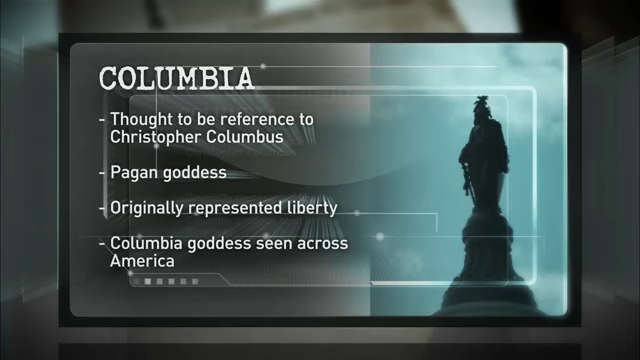 COLUMBIA
- Thought to be reference to
Christopher Columbus
- Pagan goddess
- Originally represented liberty
- Columbia goddess seen across
America